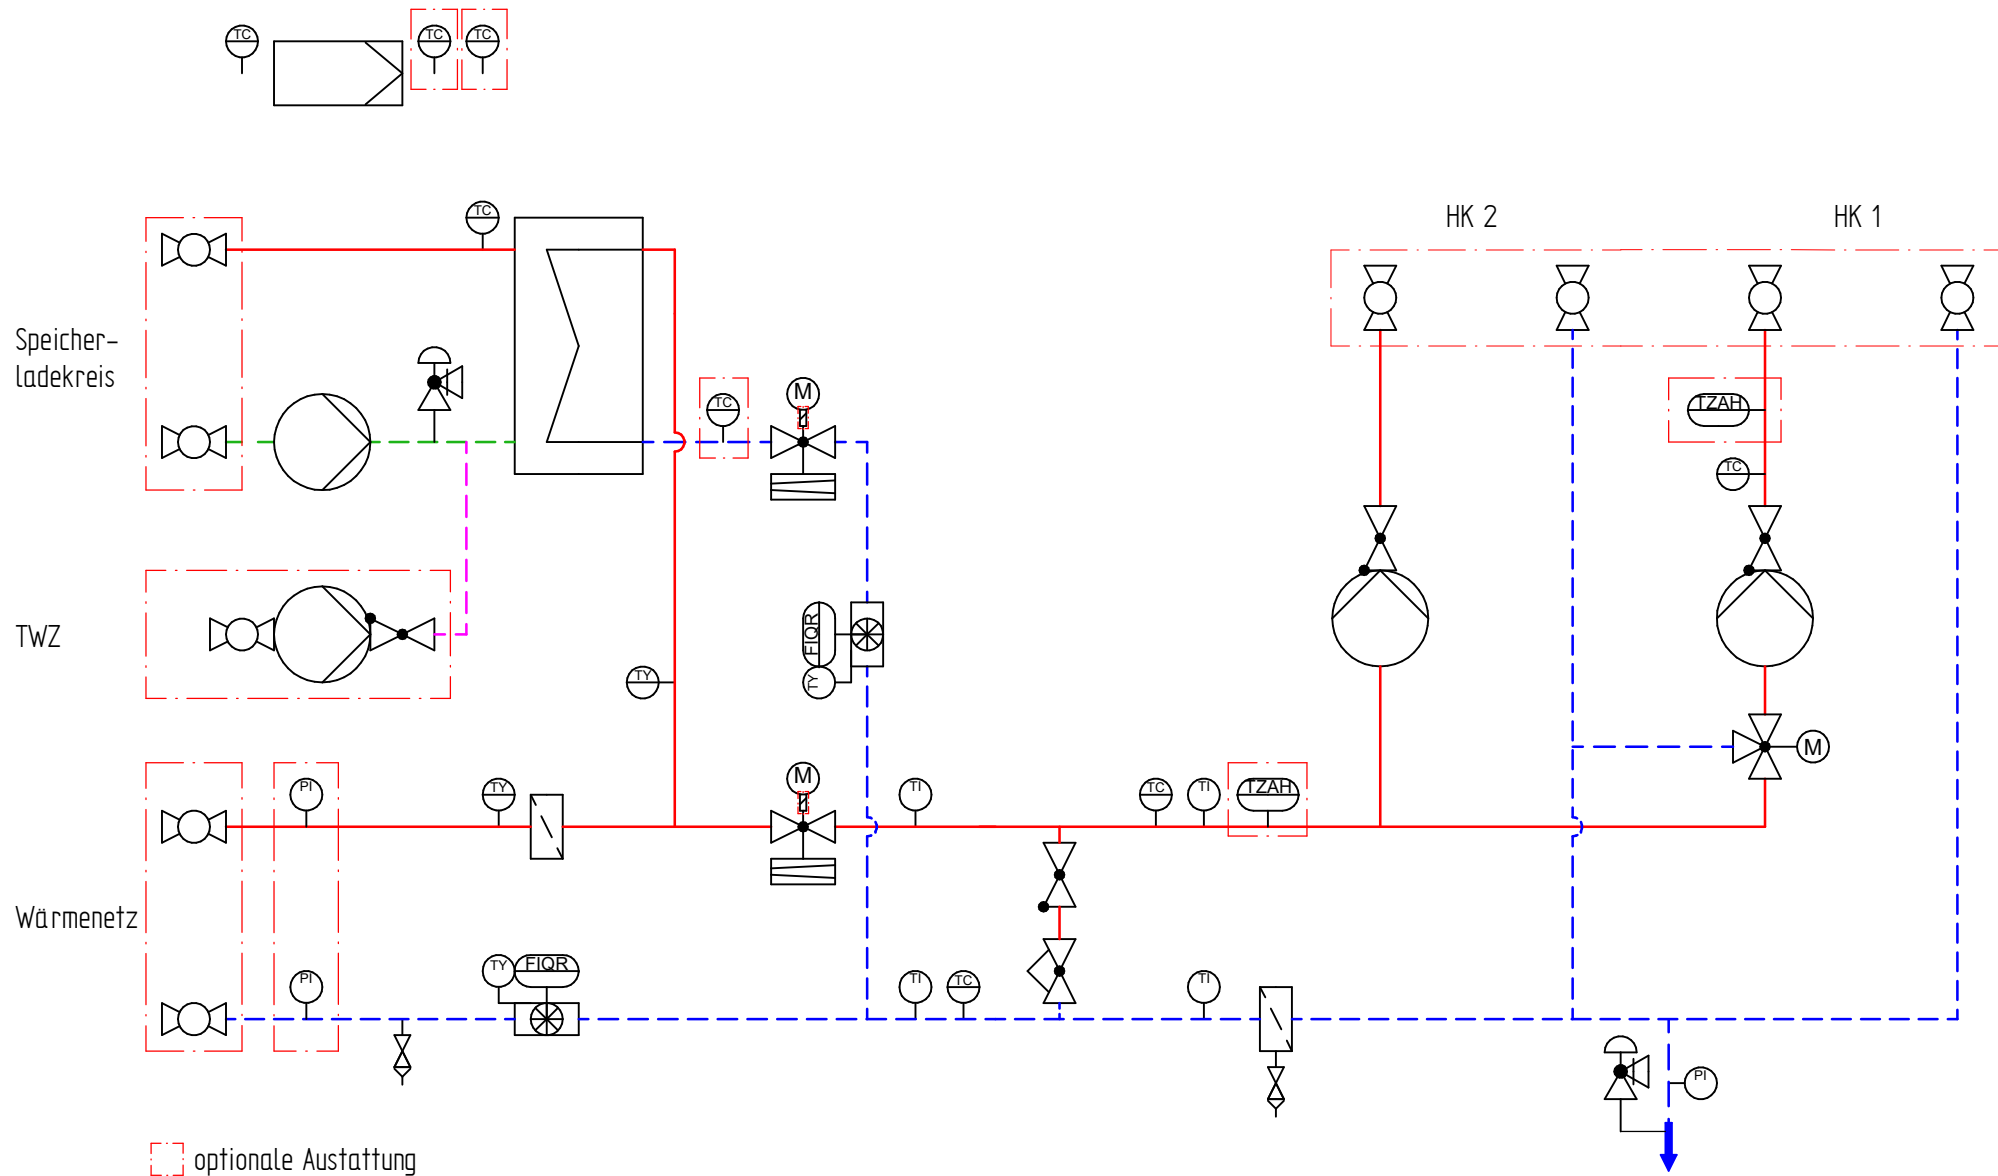 TC
TC
TC
HK 2
HK 1
TC
Speicher-
ladekreis
TC
M
TZAH
TC
TWZ
FIQR
TY
TY
M
M
PI
TY
TI
TC
TI
TZAH
Wärmenetz
PI
TY
FIQR
TI
TC
TI
PI
optionale Austattung